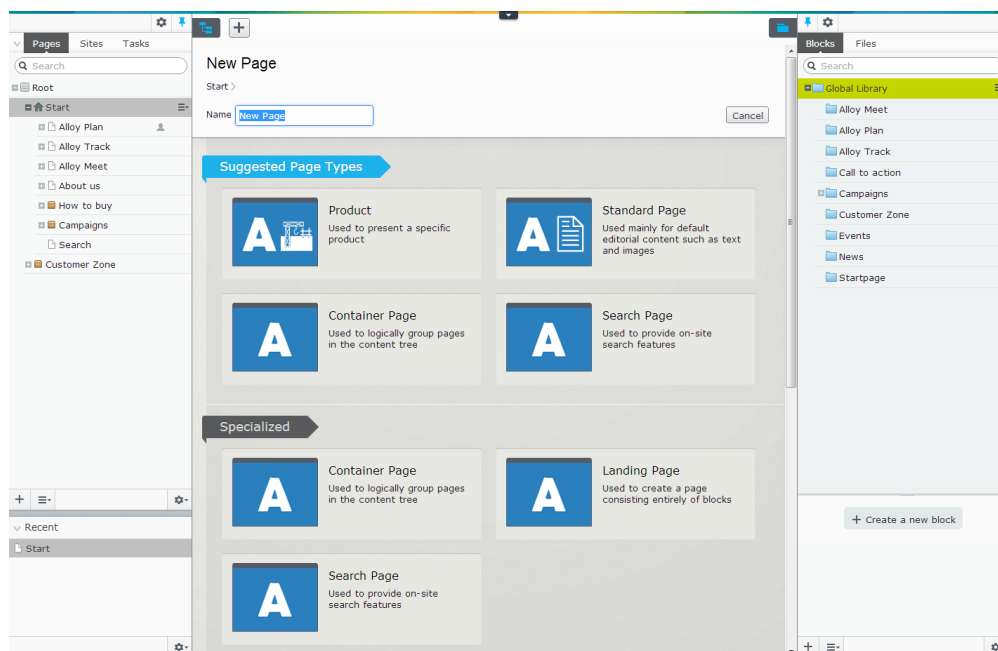 Pages Sites Tasks
Search
Root
Start
Alloy Plan
Alloy Track
Alloy Meet
About us
How to buy
Campaigns
Search
Customer Zone
Recent
Start
New Page
Start
Name New Page
Cancel
Suggested Page Types
A
Product
Used to present a specific
product
A
Standard Page
Used mainly for default
editorial content such as text
and images
A
Container Page
Used to logically group pages
in the content tree
A
Search Page
Used to provide on-site
search features
Specialized
A
Container Page
Used to logically group pages
in the content tree
A
Landing Page
Used to create a page
consisting entirely of blocks
A
Search Page
Used to provide on-site
search features
Blocks Files
Search
Global Library
Alloy Meet
Alloy Plan
Alloy Track
Call to action
Campaigns
Customer Zone
Events
News
Startpage
+ Create a new block